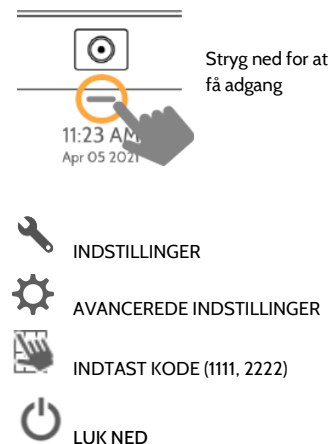 Stryg ned for at
få adgang
11:23 AM
Apr 05 2021
INDSTILLINGER
AVANCEREDE INDSTILLINGER
INDTAST KODE (1111, 2222)
LUK NED